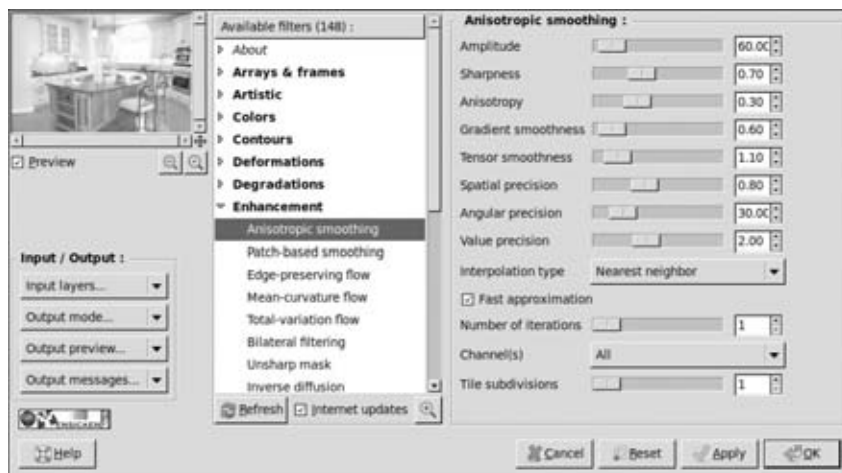 Preview
Input / Output :
Input layers...
Output mode...
Output preview...
Output messages...
ENSICAEN
Help
Available filters (148) :
About
Arrays & frames
Artistic
Colors
Contours
Deformations
Degradations
Enhancement
Anisotropic smoothing
Patch-based smoothing
Edge-preserving flow
Mean-curvature flow
Total-variation flow
Bilateral filtering
Unsharp mask
Inverse diffusion
Refresh Internet updates
Anisotropic smoothing :
Amplitude 60.00
Sharpness 0.70
Anisotropy 0.30
Gradient smoothness 0.60
Tensor smoothness 1.10
Spatial precision 0.80
Angular precision 30.00
Value precision 2.00
Interpolation type Nearest neighbor
Fast approximation
Number of iterations 1
Channel(s) All
Tile subdivisions 1
Cancel Reset Apply OK